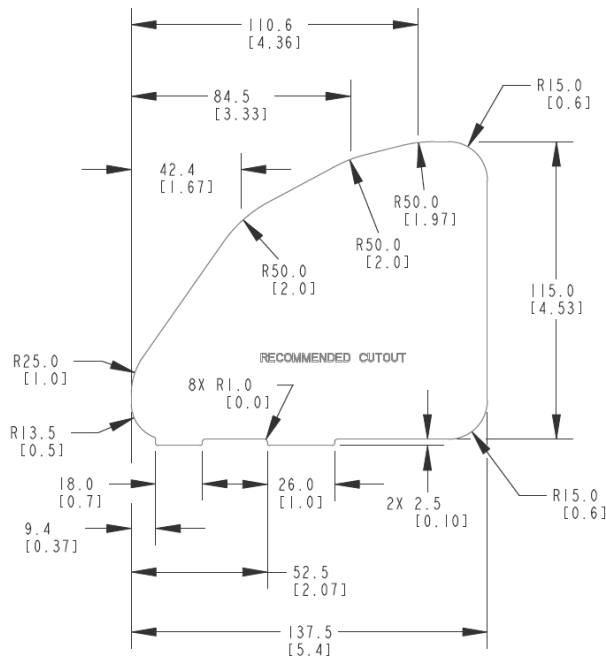 110.6
[4.36]
R15.0
[0.6]
84.5
[3.33]
42.4
[1.67]
R50.0
[1.97]
R50.0
[2.0]
R50.0
[2.0]
115.0
[4.53]
RECOMMENDED CUTOUT
R25.0
[1.0]
8X R1.0
[0.0]
R13.5
[0.5]
18.0
[0.7]
26.0
[1.0]
2X 2.5
[0.10]
R15.0
[0.6]
9.4
[0.37]
52.5
[2.07]
137.5
[5.4]